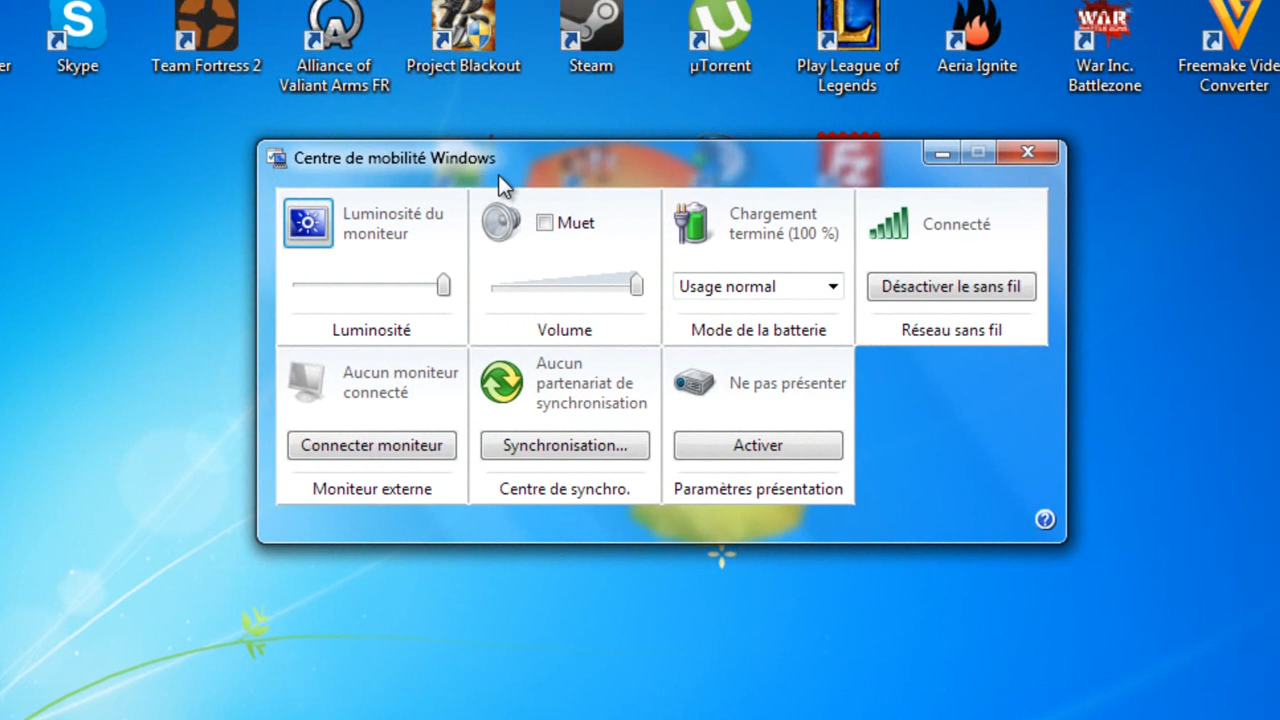 er
Skype
Team Fortress 2
Alliance of
Valiant Arms FR
Project Blackout
Steam
µTorrent
Play League of
Legends
Aeria Ignite
War Inc.
Battlezone
Freemake Vide
Converter
Centre de mobilité Windows
Luminosité du
moniteur
Luminosité
Muet
Volume
Chargement
terminé (100 %)
Usage normal
Mode de la batterie
Connecté
Désactiver le sans fil
Réseau sans fil
Aucun moniteur
connecté
Connecter moniteur
Moniteur externe
Aucun
partenariat de
synchronisation
Synchronisation...
Centre de synchro.
Ne pas présenter
Activer
Paramètres présentation